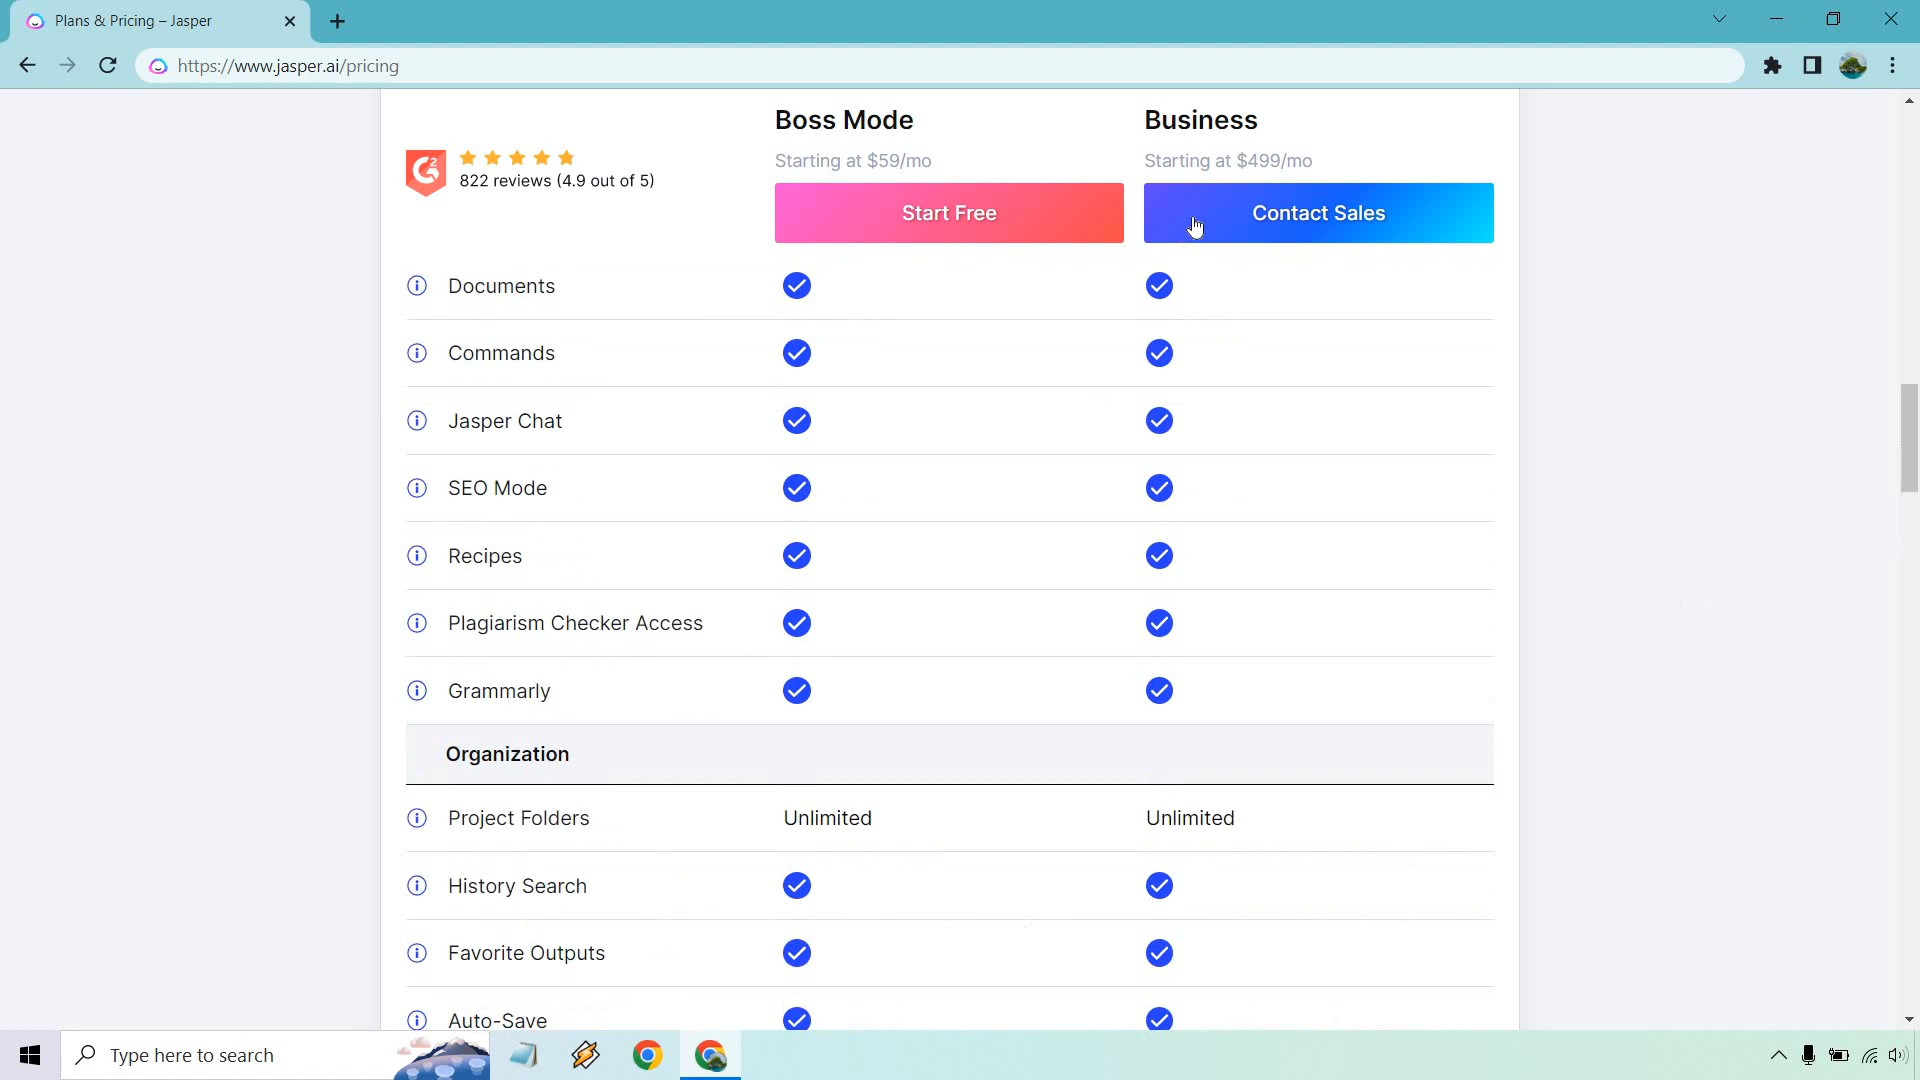 Plans & Pricing – Jasper
https://www.jasper.ai/pricing
Boss Mode
Business
Starting at $59/mo
Starting at $499/mo
G2
822 reviews (4.9 out of 5)
Start Free
Contact Sales
Documents
Commands
Jasper Chat
SEO Mode
Recipes
Plagiarism Checker Access
Grammarly
Organization
Project Folders Unlimited Unlimited
History Search
Favorite Outputs
Auto-Save
Type here to search